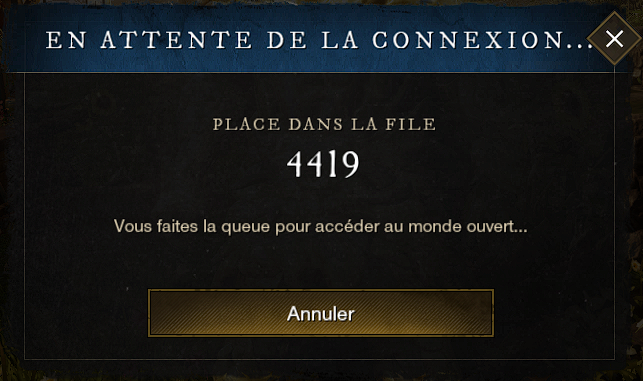 EN ATTENTE DE LA CONNEXION...
PLACE DANS LA FILE
4419
Vous faites la queue pour accéder au monde ouvert...
Annuler